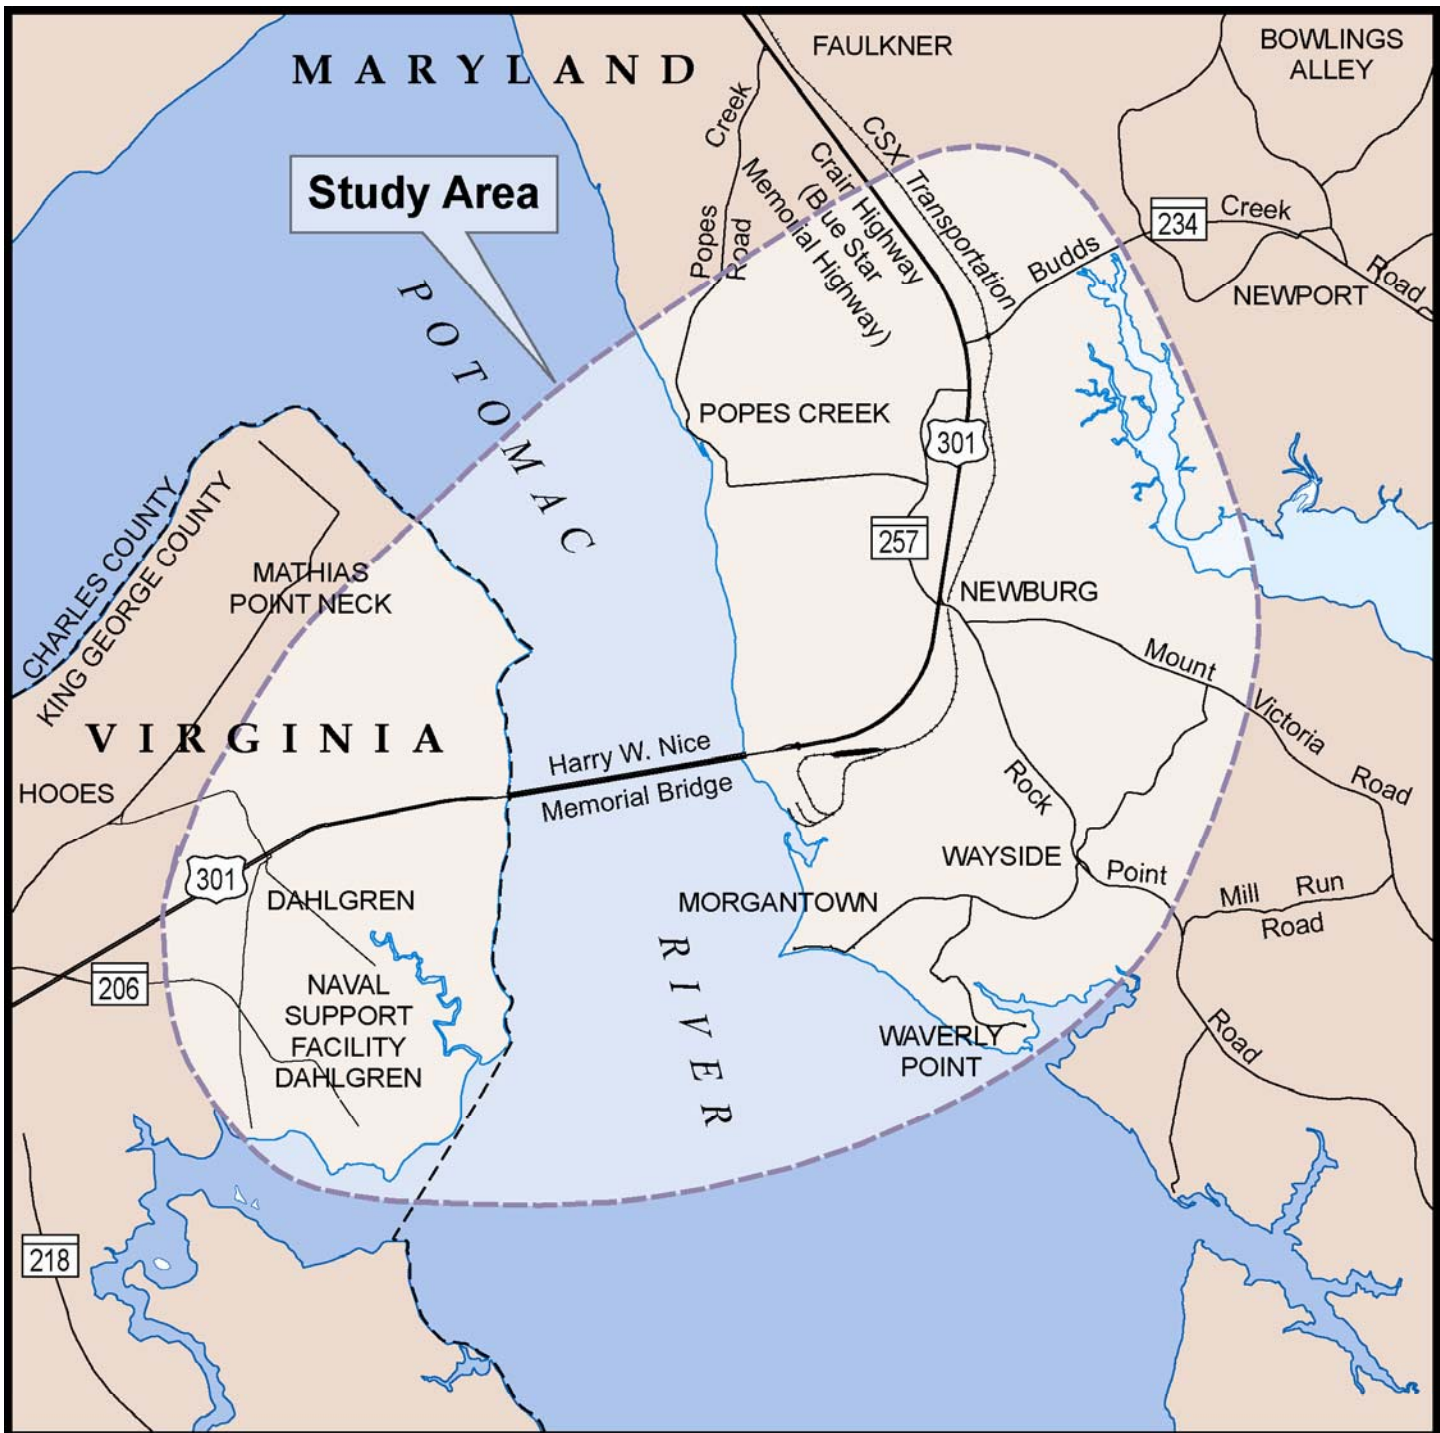 MARYLAND
FAULKNER
BOWLINGS
ALLEY
Study Area
Popes Creek
Road
CSX Transportation
Crain Highway
(Blue Star
Memorial Highway)
Budds Creek Road
234
NEWPORT
POTOMAC
POPES CREEK
301
257
CHARLES COUNTY
KING GEORGE COUNTY
MATHIAS
POINT NECK
NEWBURG
Mount Victoria Road
VIRGINIA
Harry W. Nice
Memorial Bridge
HOOES
Rock Point Road
WAYSIDE
301
DAHLGREN
MORGANTOWN
Mill Run
Road
RIVER
206
NAVAL
SUPPORT
FACILITY
DAHLGREN
WAVERLY
POINT
218